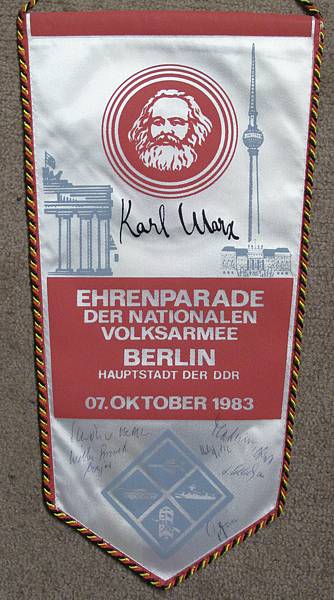 Karl Marx
EHRENPARADE
DER NATIONALEN
VOLKSARMEE
BERLIN
HAUPTSTADT DER DDR
07. OKTOBER 1983